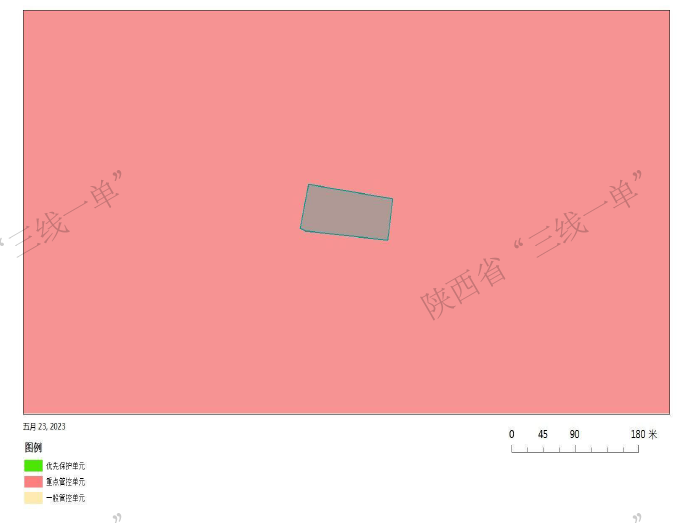 “三线一单”
陕西省“三线一单”
五月 23, 2023
0 45 90 180 米
图例
优先保护单元
重点管控单元
一般管控单元
”
”